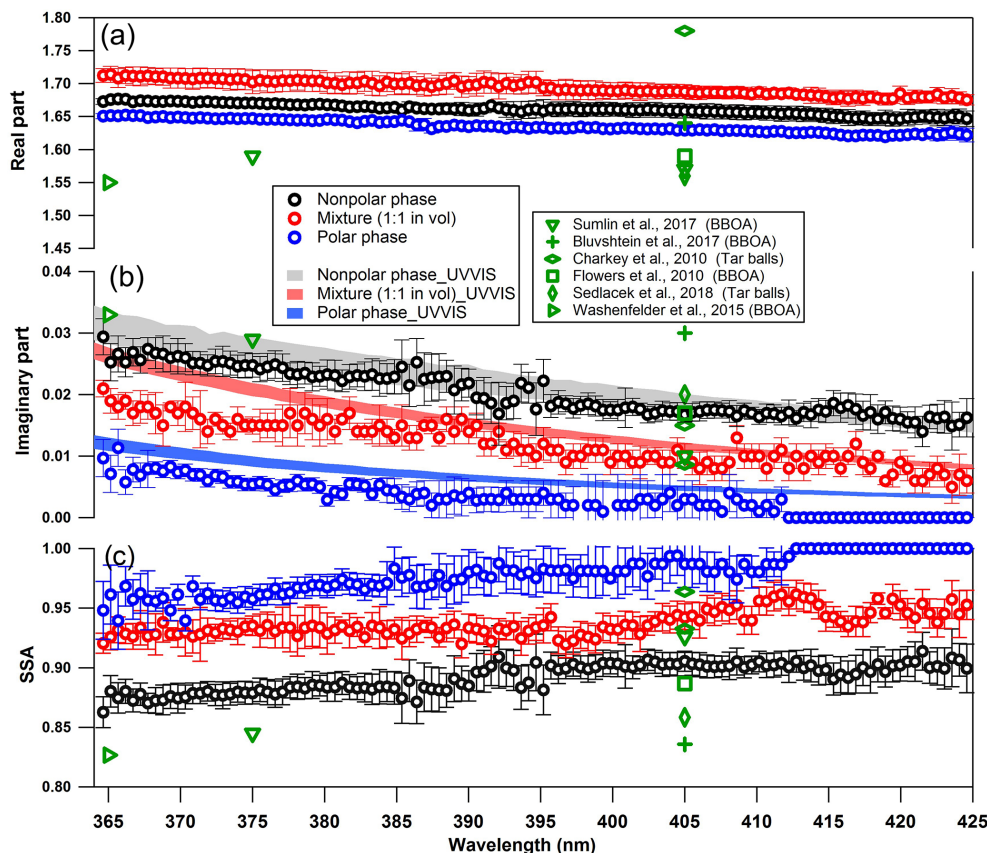 (a)
1.80
1.75
1.70
1.65
1.60
1.55
1.50
1.45
Real part
Nonpolar phase
Mixture (1:1 in vol)
Polar phase
Nonpolar phase_UVVIS
Mixture (1:1 in vol)_UVVIS
Polar phase_UVVIS
Sumlin et al., 2017 (BBOA)
Bluvshtein et al., 2017 (BBOA)
Charkey et al., 2010 (Tar balls)
Flowers et al., 2010 (BBOA)
Sedlacek et al., 2018 (Tar balls)
Washenfelder et al., 2015 (BBOA)
(b)
0.04
0.03
0.02
0.01
0.00
Imaginary part
(c)
1.00
0.95
0.90
0.85
0.80
SSA
365 370 375 380 385 390 395 400 405 410 415 420 425
Wavelength (nm)